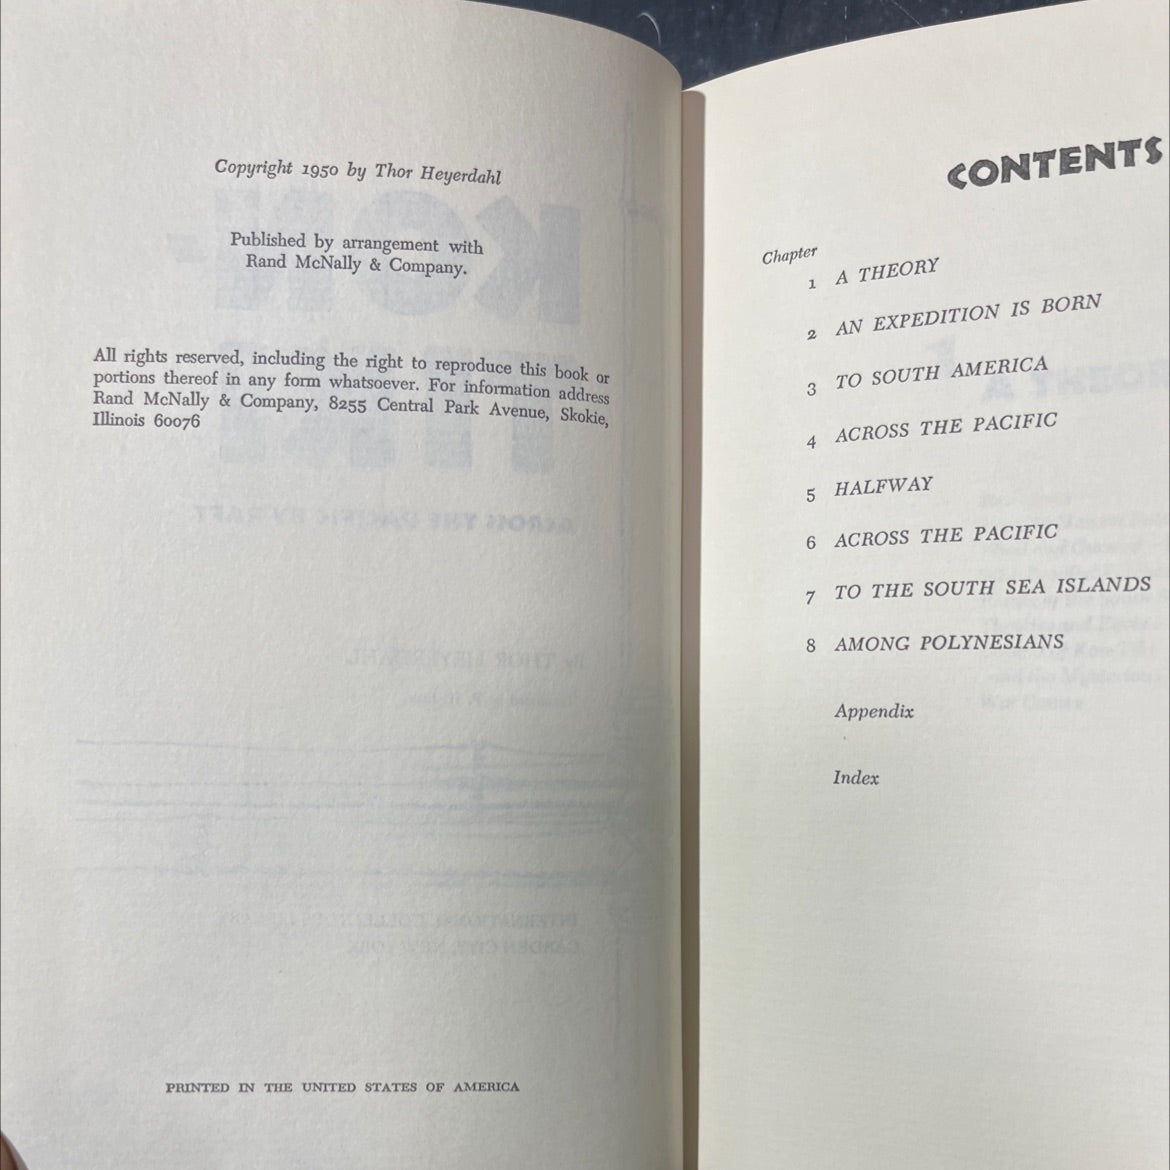 Copyright 1950 by Thor Heyerdahl
Published by arrangement with
Rand McNally & Company.
All rights reserved, including the right to reproduce this book or
portions thereof in any form whatsoever. For information address
Rand McNally & Company, 8255 Central Park Avenue, Skokie,
Illinois 60076
PRINTED IN THE UNITED STATES OF AMERICA
CONTENTS
Chapter
1 A THEORY
2 AN EXPEDITION IS BORN
3 TO SOUTH AMERICA
4 ACROSS THE PACIFIC
5 HALFWAY
6 ACROSS THE PACIFIC
7 TO THE SOUTH SEA ISLANDS
8 AMONG POLYNESIANS
Appendix
Index